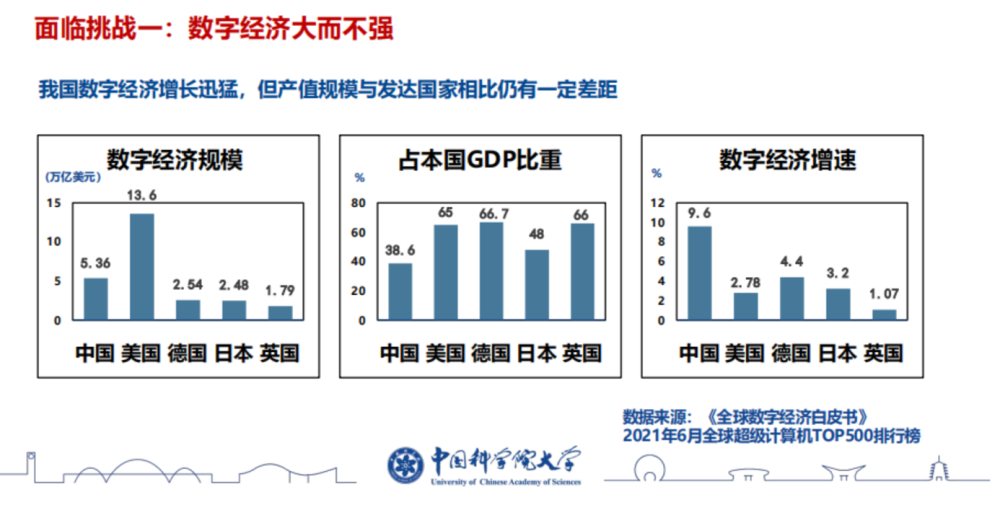 面临挑战一：数字经济大而不强
我国数字经济增长迅猛，但产值规模与发达国家相比仍有一定差距
数字经济规模
(万亿美元)
15
10
5
0
5.36
13.6
2.54
2.48
1.79
中国 美国 德国 日本 英国
占本国GDP比重
%
80
60
40
20
0
38.6
65
66.7
48
66
中国 美国 德国 日本 英国
数字经济增速
%
12
10
8
6
4
2
0
9.6
2.78
4.4
3.2
1.07
中国 美国 德国 日本 英国
数据来源：《全球数字经济白皮书》
2021年6月全球超级计算机TOP500排行榜
中国科学院大学
University of Chinese Academy of Sciences